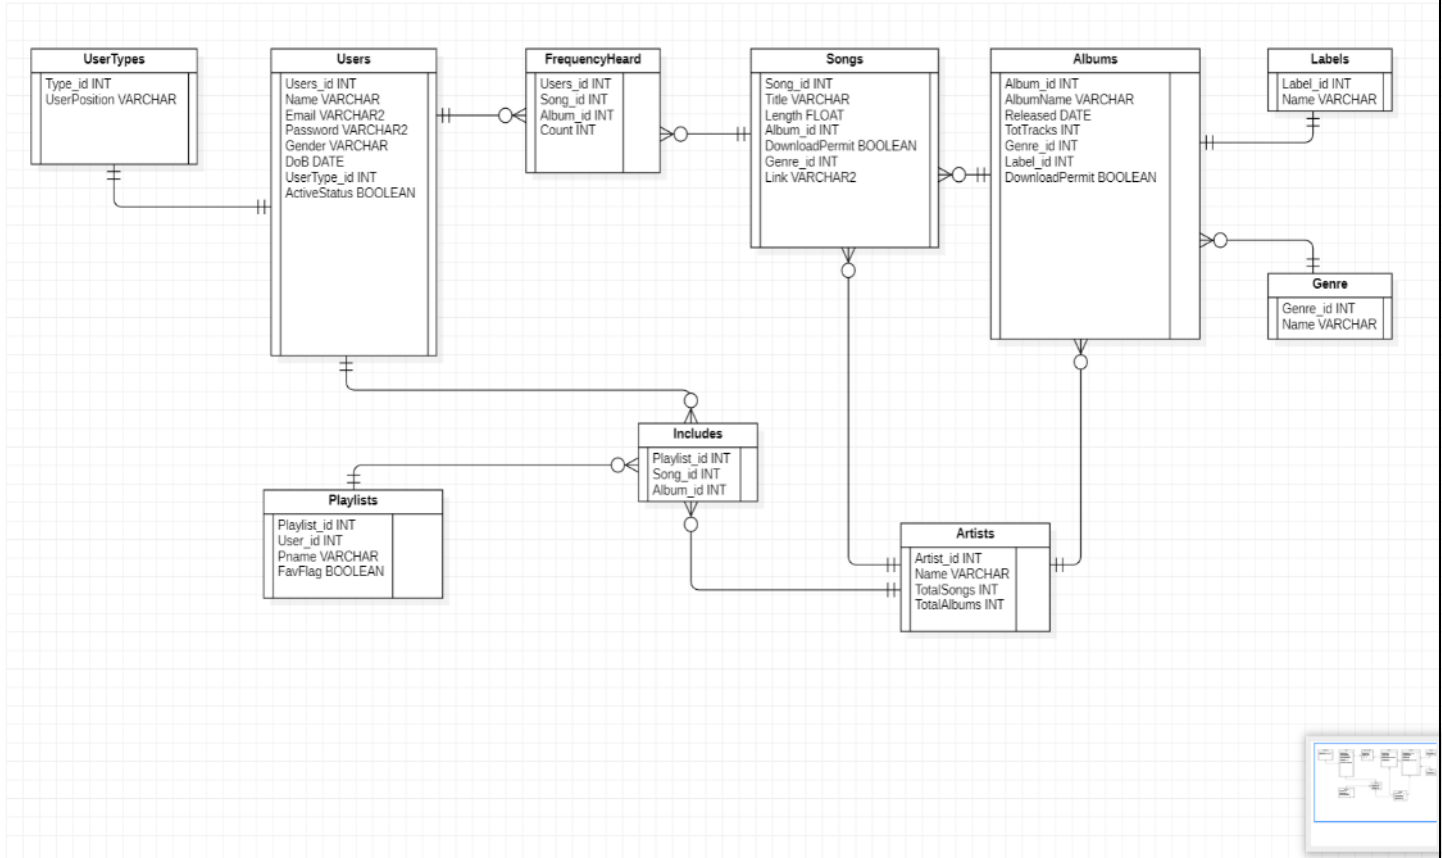 UserTypes
Type_id INT
UserPosition VARCHAR
Users
Users_id INT
Name VARCHAR
Email VARCHAR2
Password VARCHAR2
Gender VARCHAR
DoB DATE
UserType_id INT
ActiveStatus BOOLEAN
FrequencyHeard
Users_id INT
Song_id INT
Album_id INT
Count INT
Songs
Song_id INT
Title VARCHAR
Length FLOAT
Album_id INT
DownloadPermit BOOLEAN
Genre_id INT
Link VARCHAR2
Albums
Album_id INT
AlbumName VARCHAR
Released DATE
TotTracks INT
Genre_id INT
Label_id INT
DownloadPermit BOOLEAN
Labels
Label_id INT
Name VARCHAR
Genre
Genre_id INT
Name VARCHAR
Includes
Playlist_id INT
Song_id INT
Album_id INT
Playlists
Playlist_id INT
User_id INT
Pname VARCHAR
FavFlag BOOLEAN
Artists
Artist_id INT
Name VARCHAR
TotalSongs INT
TotalAlbums INT